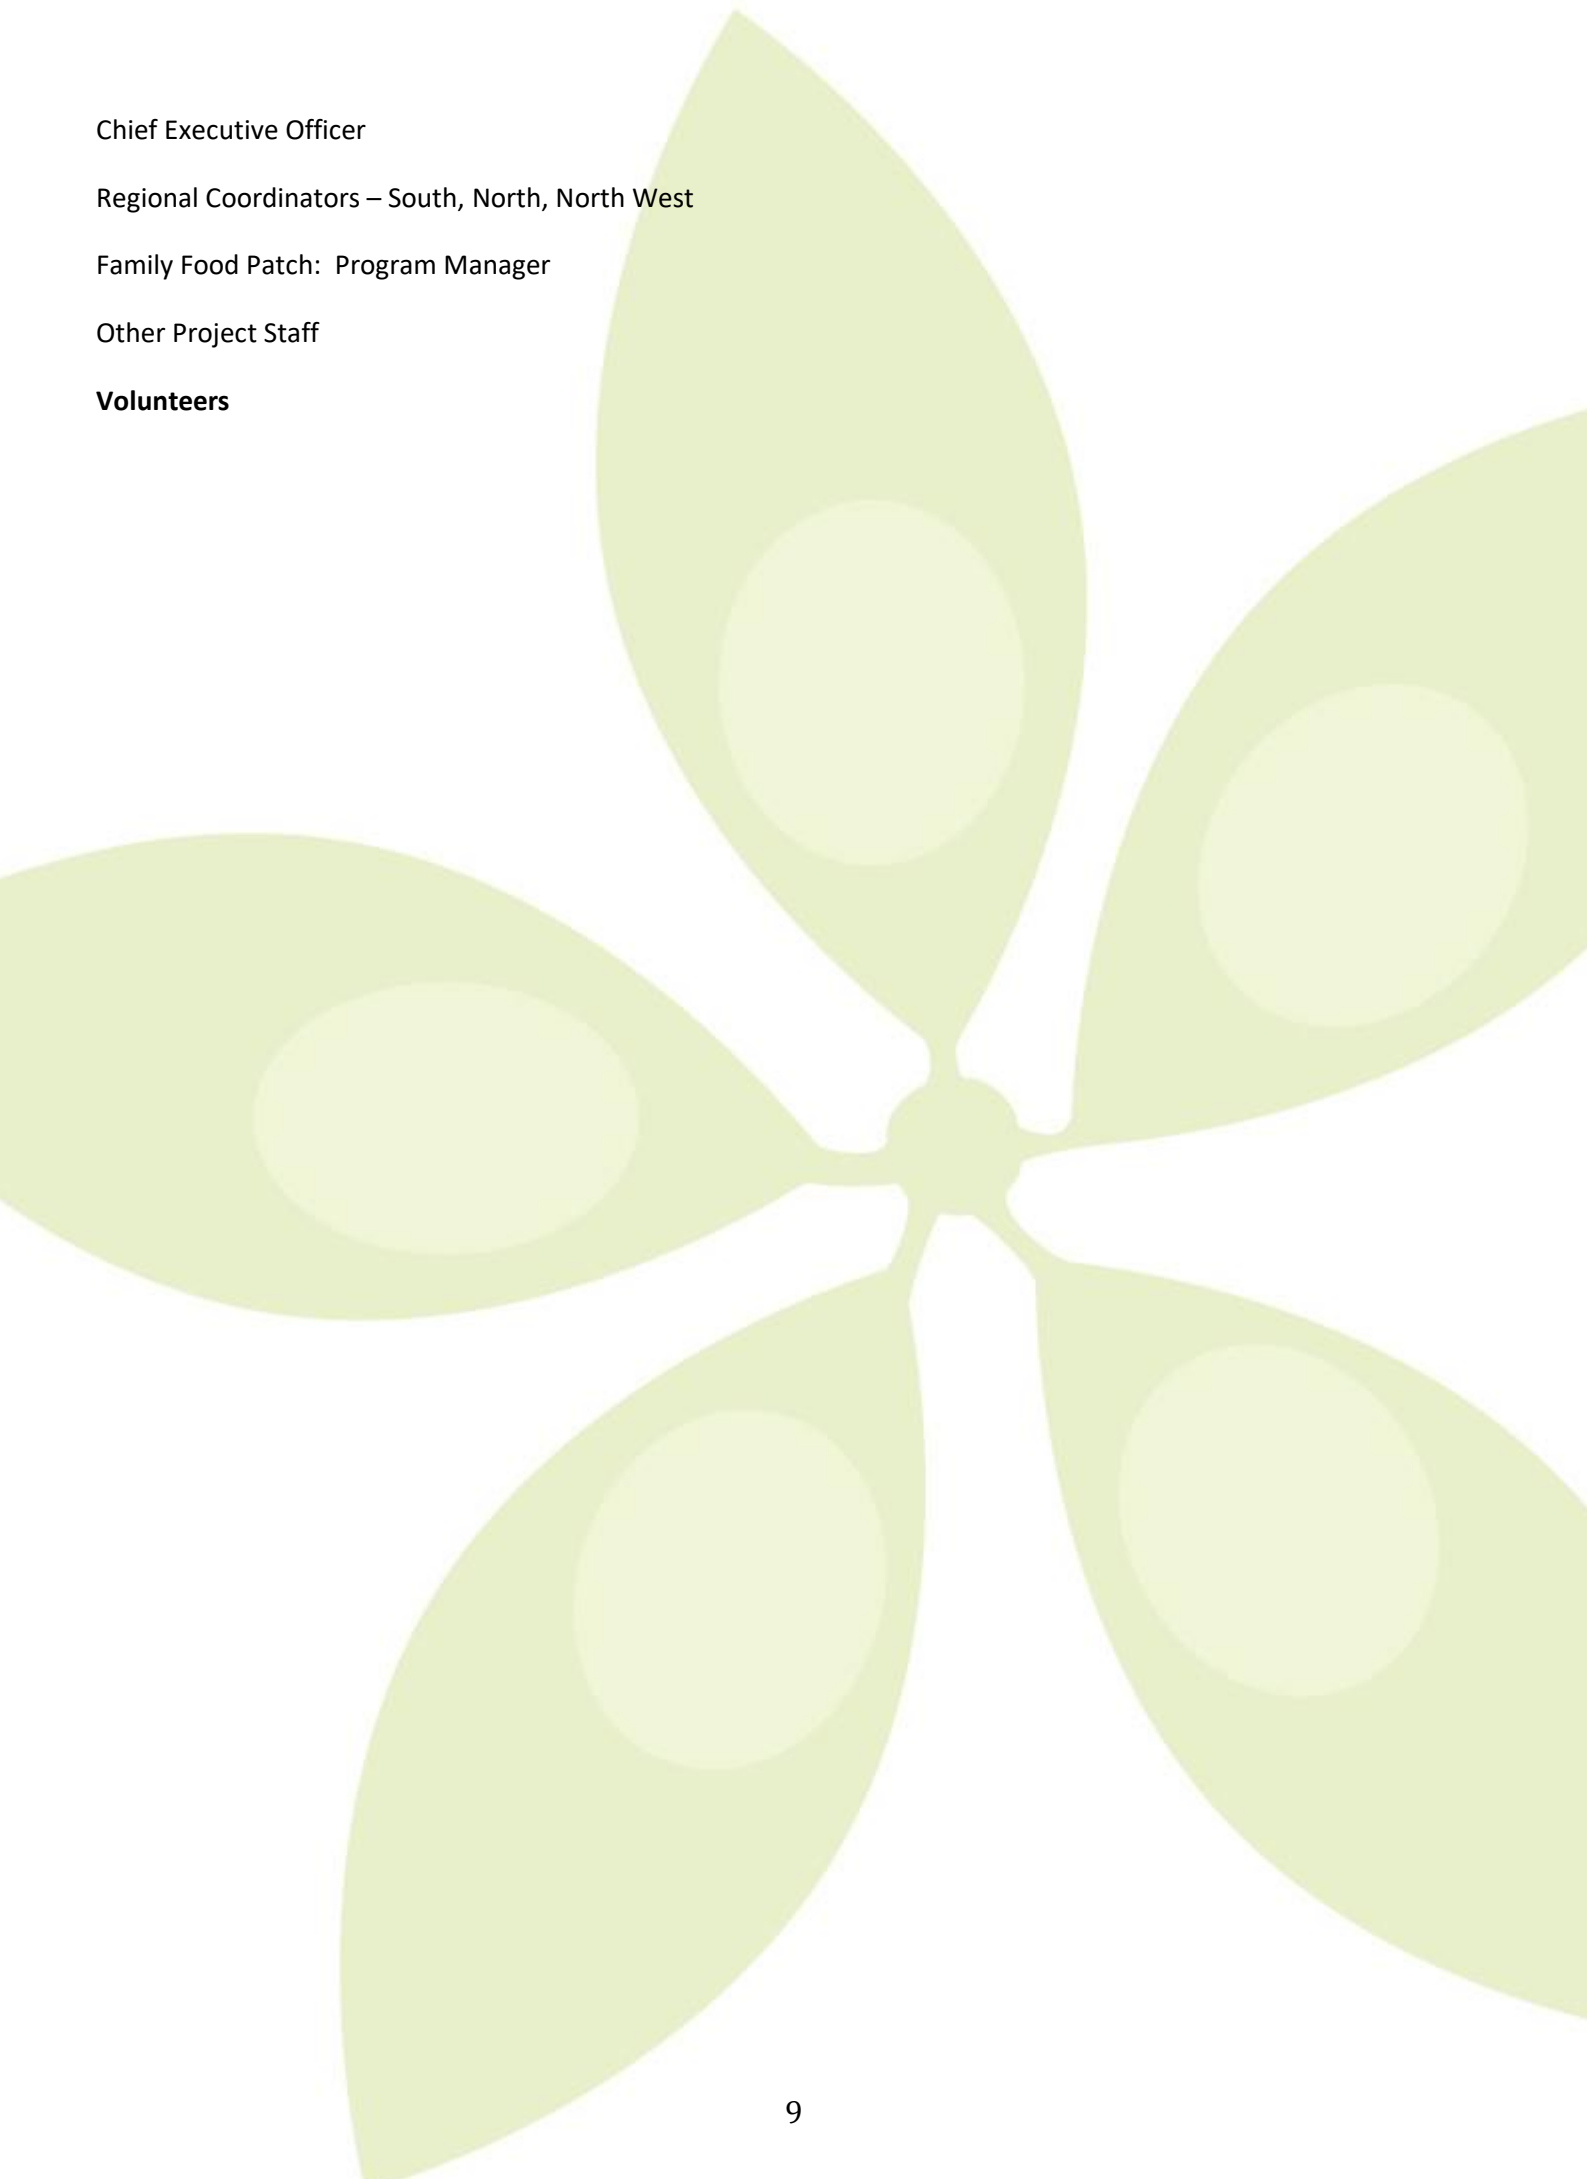 Chief Executive Officer
Regional Coordinators – South, North, North West
Family Food Patch:  Program Manager
Other Project Staff
Volunteers
9